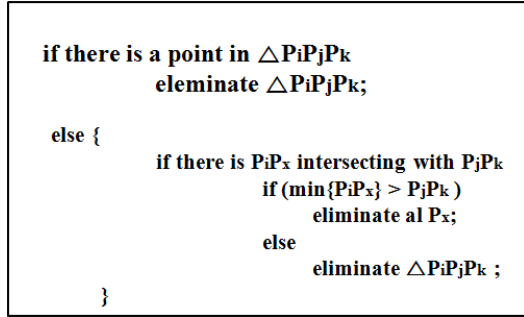 if there is a point in △PiPjPk
eleminate △PiPjPk;
else {
if there is PiPx intersecting with PjPk
if (min{PiPx} > PjPk )
eliminate al Px;
else
eliminate △PiPjPk ;
}